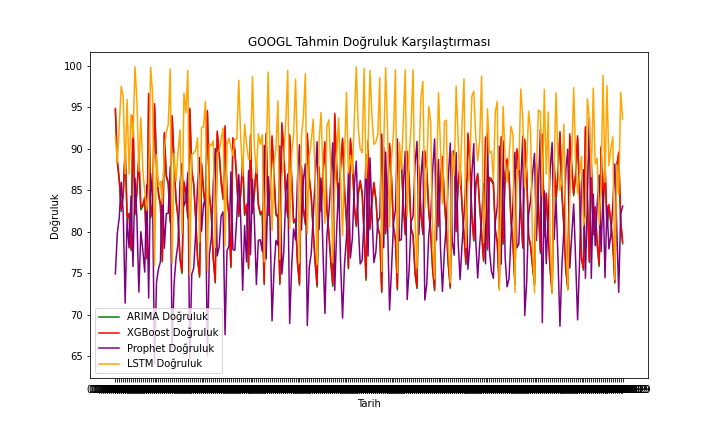 GOOGL Tahmin Doğruluk Karşılaştırması
Doğruluk
100
95
90
85
80
75
70
65
ARIMA Doğruluk
XGBoost Doğruluk
Prophet Doğruluk
LSTM Doğruluk
Tarih